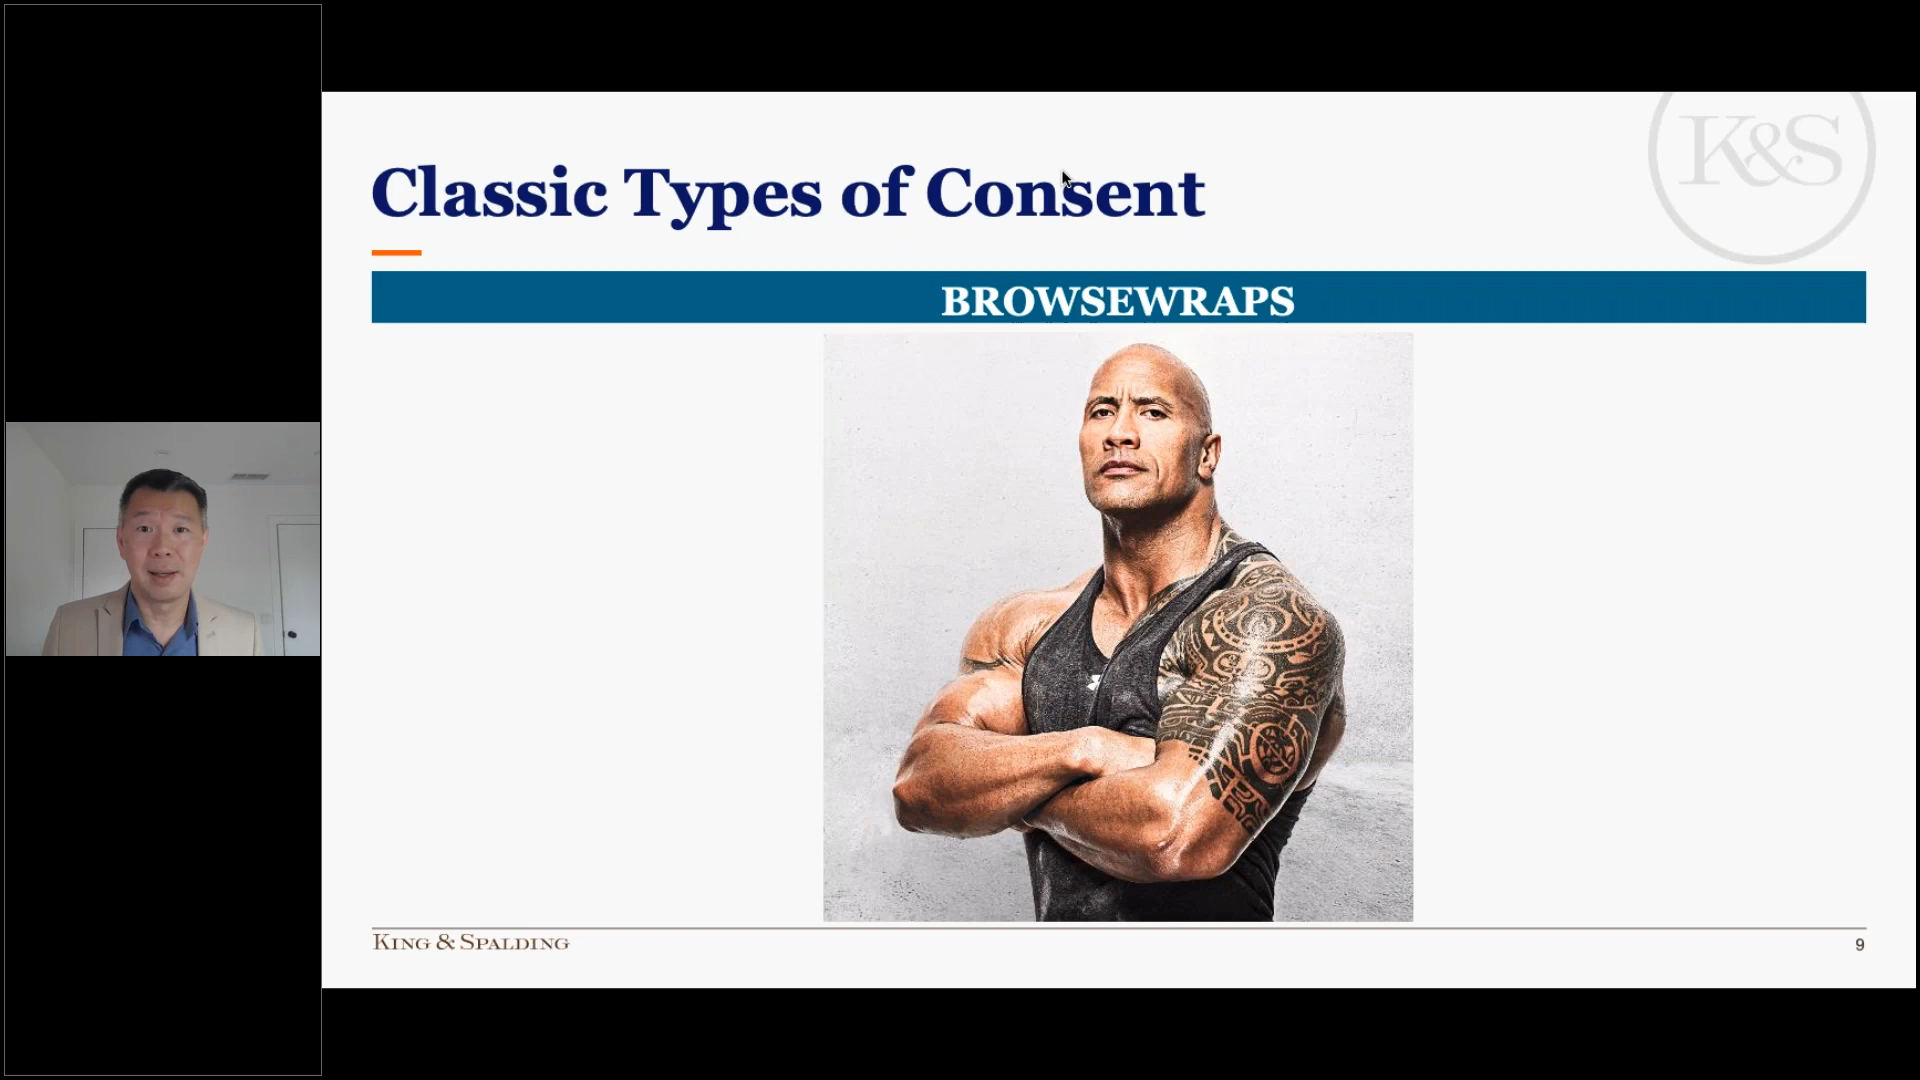 K&S
Classic Types of Consent
BROWSEWRAPS
KING & SPALDING
9